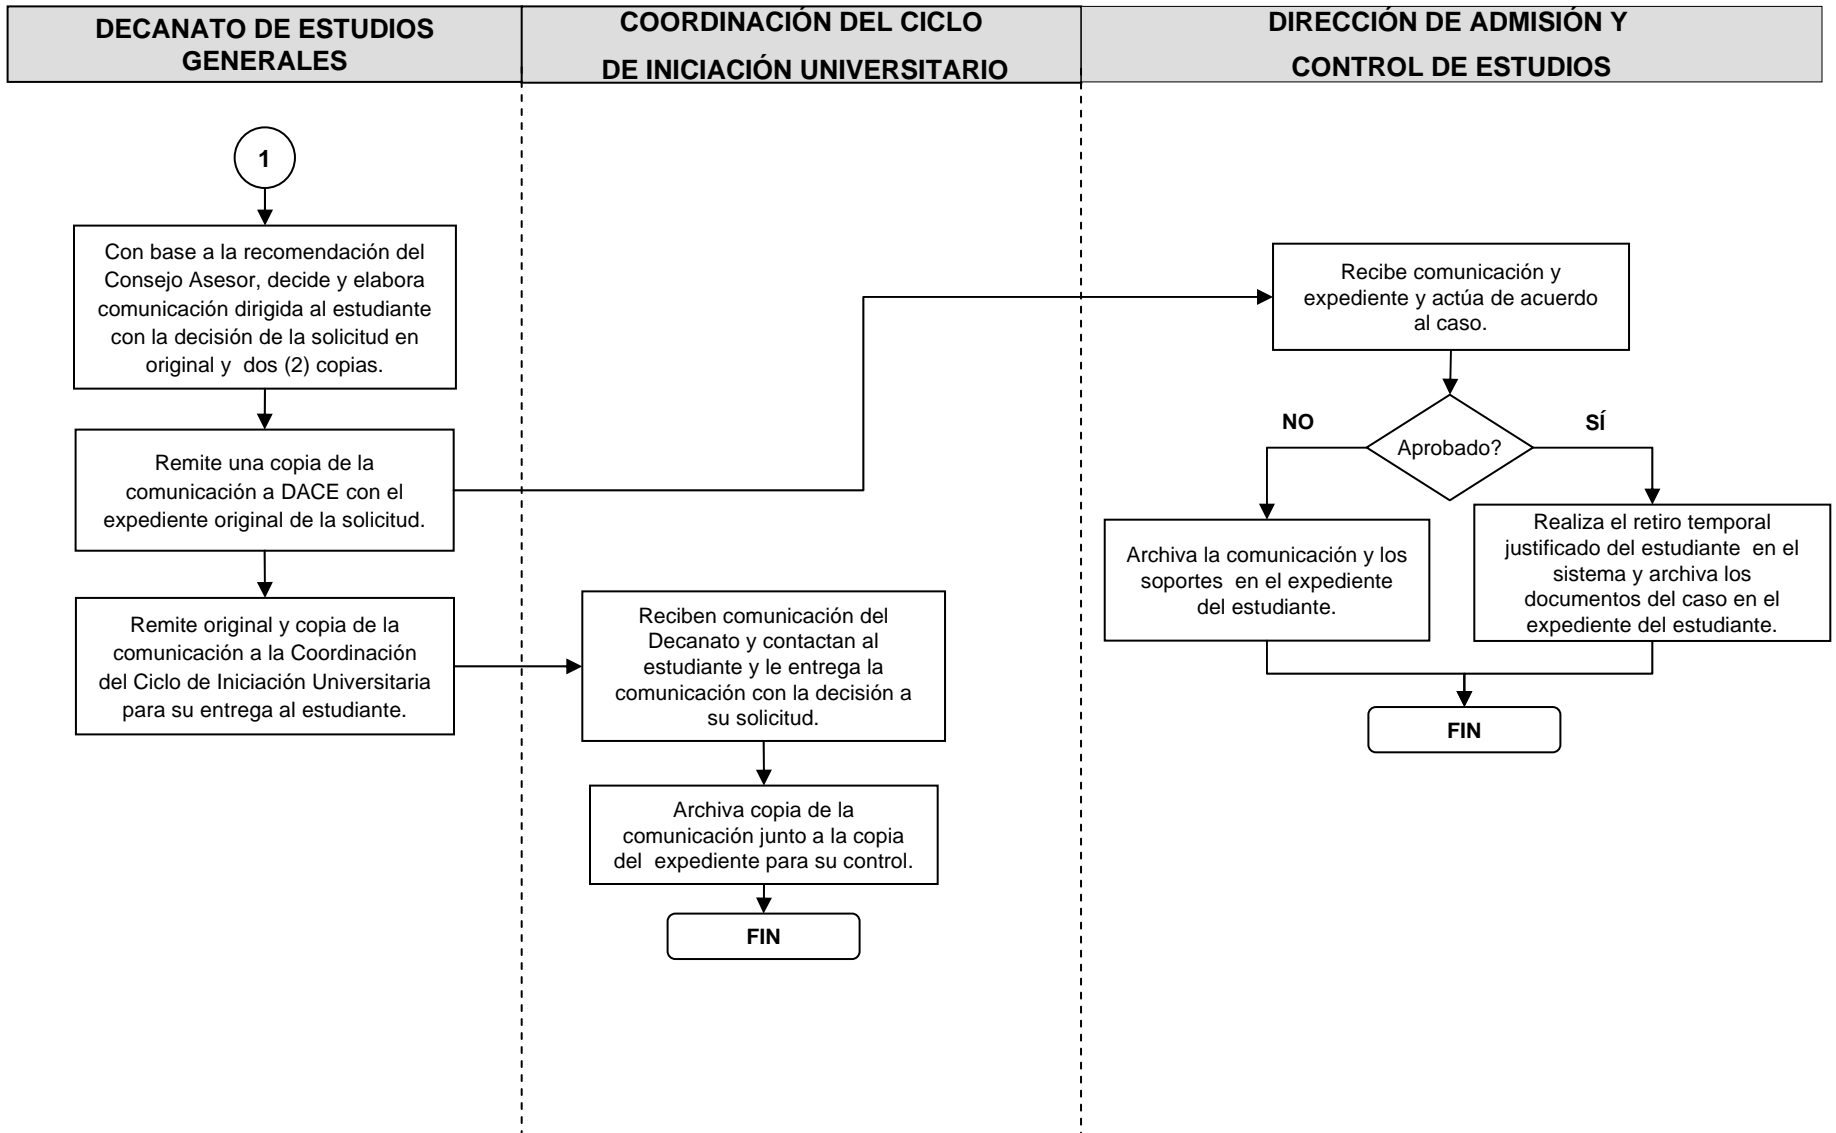 DECANATO DE ESTUDIOS
GENERALES
COORDINACIÓN DEL CICLO
DE INICIACIÓN UNIVERSITARIO
DIRECCIÓN DE ADMISIÓN Y
CONTROL DE ESTUDIOS
1
Con base a la recomendación del
Consejo Asesor, decide y elabora
comunicación dirigida al estudiante
con la decisión de la solicitud en
original y dos (2) copias.
Remite una copia de la
comunicación a DACE con el
expediente original de la solicitud.
Remite original y copia de la
comunicación a la Coordinación
del Ciclo de Iniciación Universitaria
para su entrega al estudiante.
Reciben comunicación del
Decanato y contactan al
estudiante y le entrega la
comunicación con la decisión a
su solicitud.
Archiva copia de la
comunicación junto a la copia
del expediente para su control.
FIN
Recibe comunicación y
expediente y actúa de acuerdo
al caso.
Aprobado?
NO
SÍ
Archiva la comunicación y los
soportes en el expediente
del estudiante.
Realiza el retiro temporal
justificado del estudiante en el
sistema y archiva los
documentos del caso en el
expediente del estudiante.
FIN